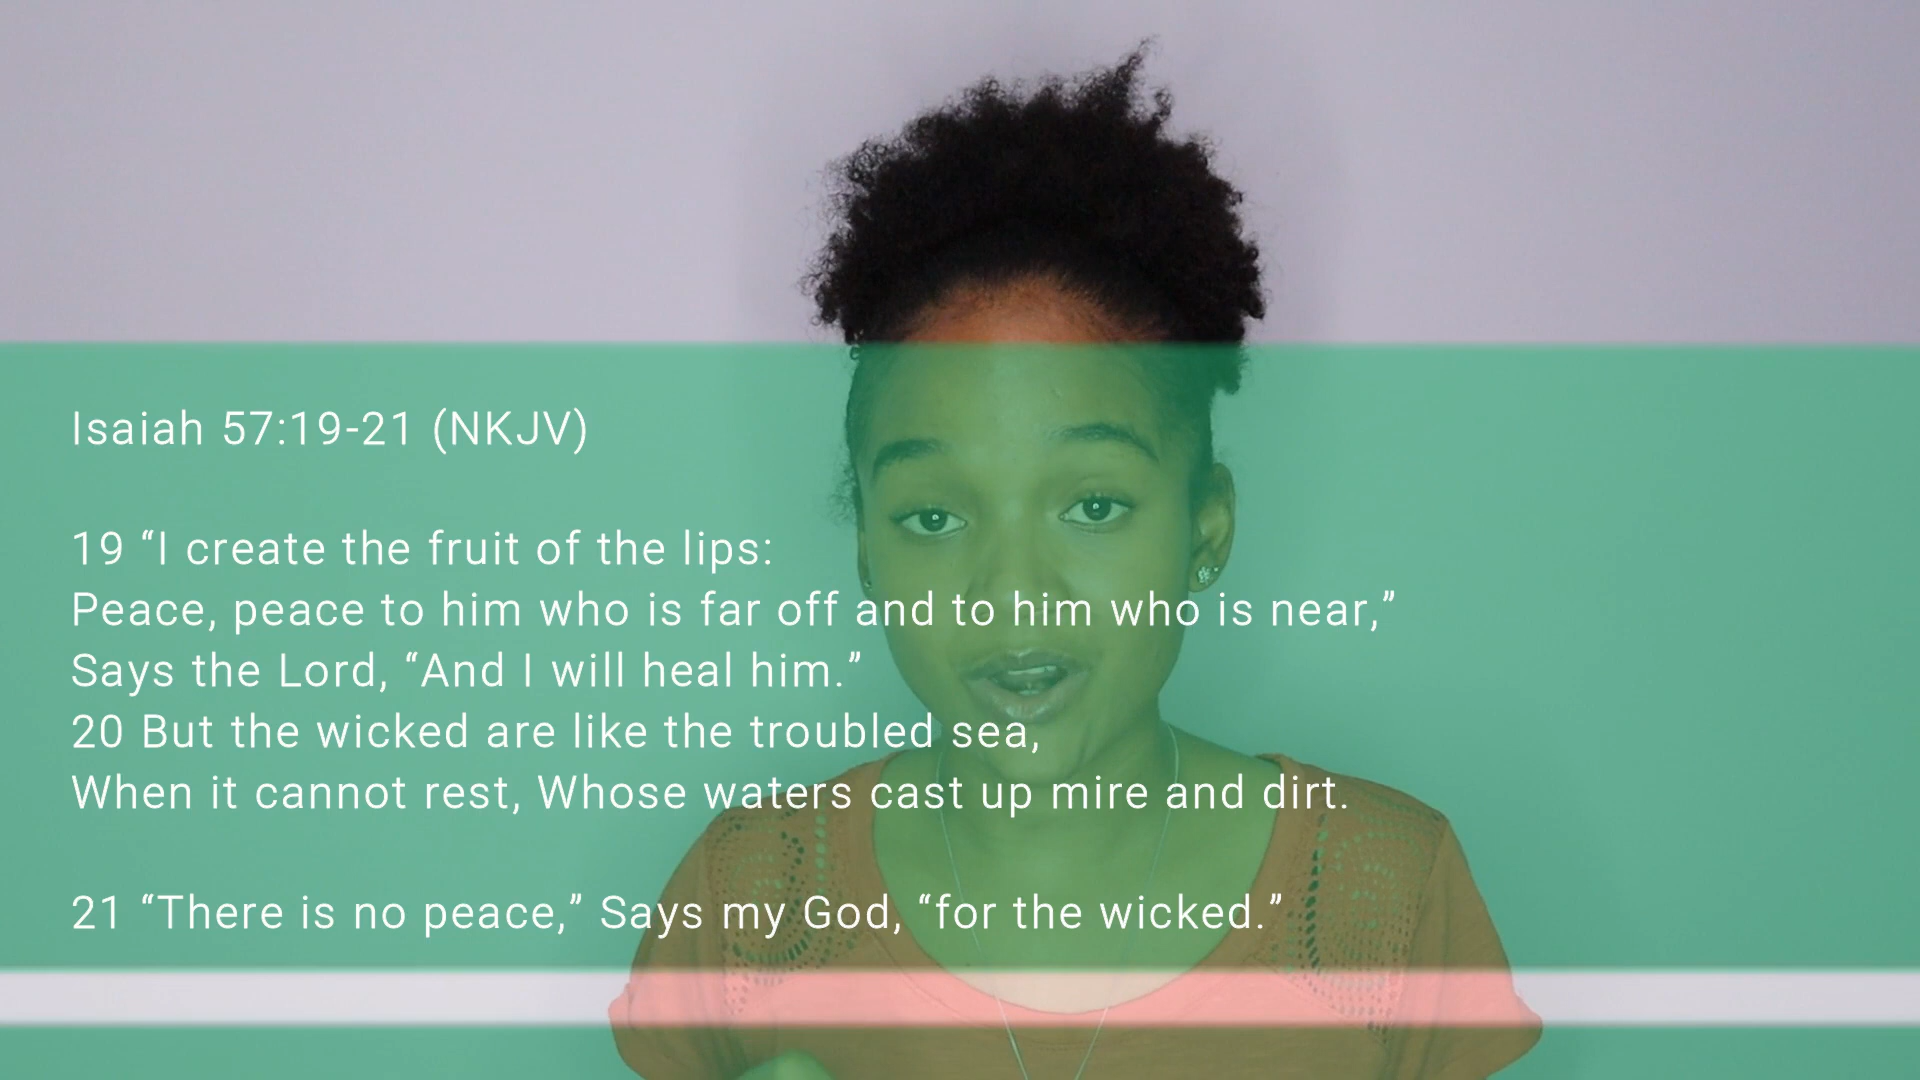 Isaiah 57:19-21 (NKJV)
19 “I create the fruit of the lips:
Peace, peace to him who is far off and to him who is near,”
Says the Lord, “And I will heal him.”
20 But the wicked are like the troubled sea,
When it cannot rest, Whose waters cast up mire and dirt.
21 “There is no peace,” Says my God, “for the wicked.”